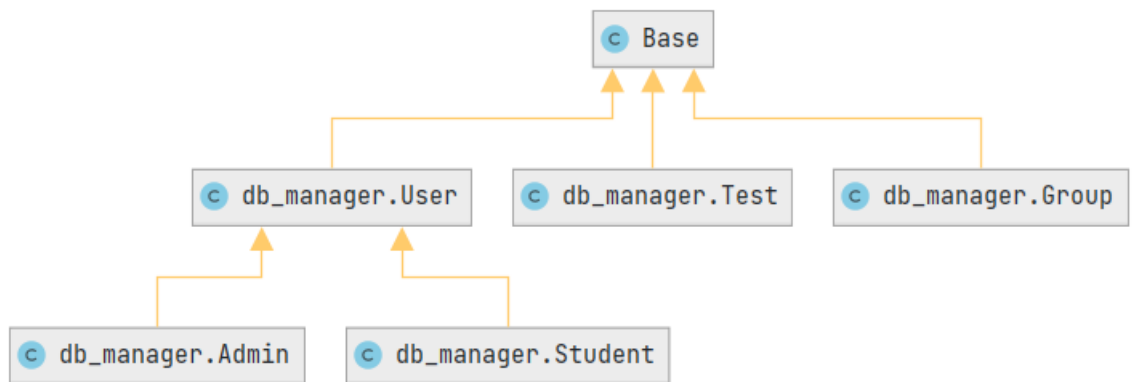 C Base
C db_manager.User
C db_manager.Test
C db_manager.Group
C db_manager.Admin
C db_manager.Student